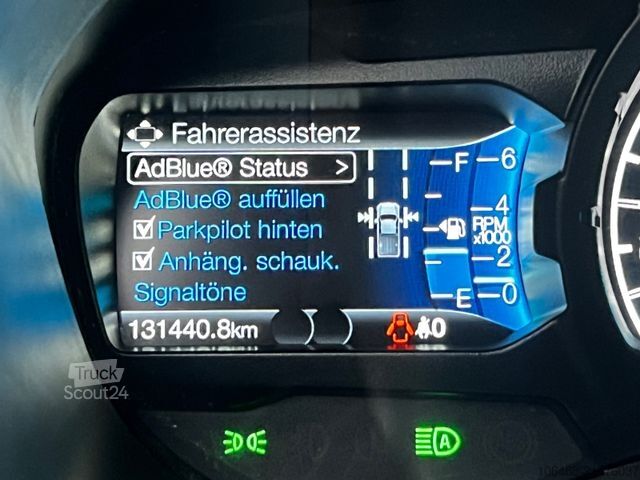 Fahrerassistenz
AdBlue® Status >
AdBlue® auffüllen
Parkpilot hinten
Anhäng. schauk.
Signaltöne
F
E
6
4
RPM
x1000
2
0
131440.8km
0
A
Truck
Scout24